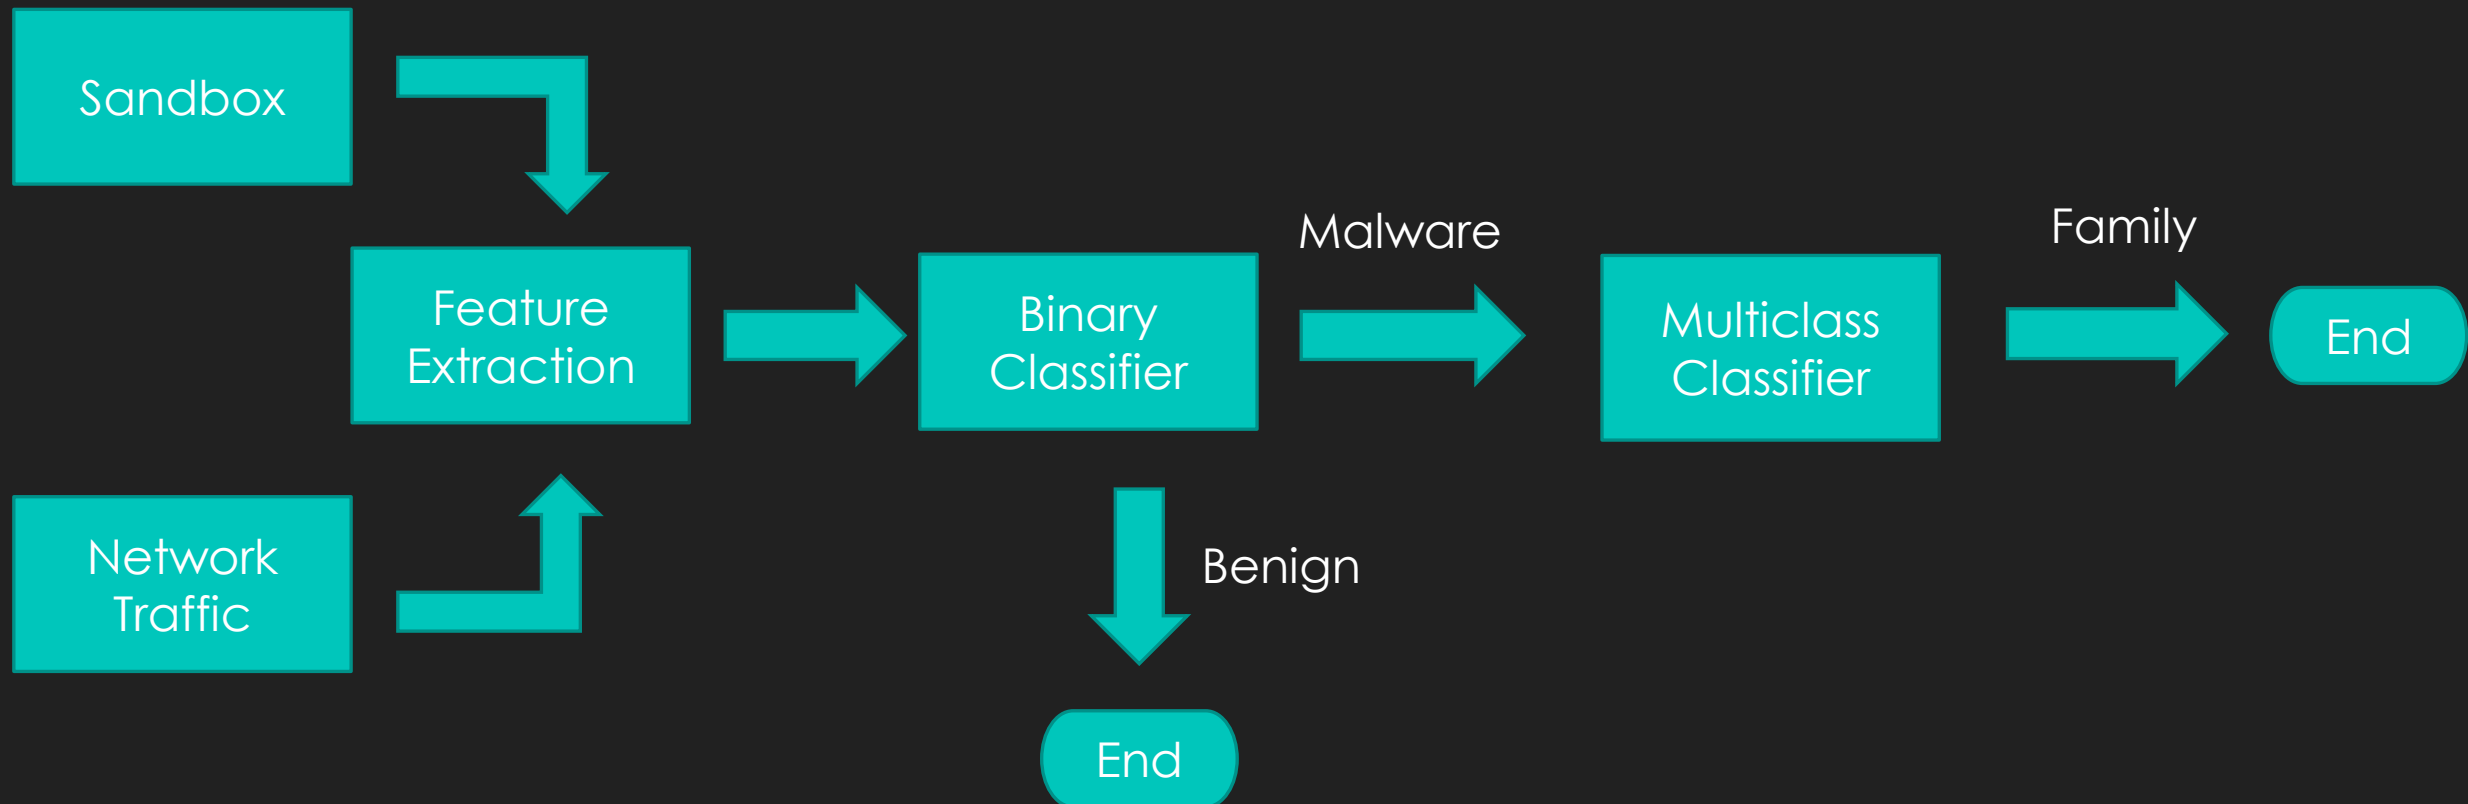 Sandbox
Feature
Extraction
Network
Traffic
Binary
Classifier
Malware
Benign
End
Multiclass
Classifier
Family
End